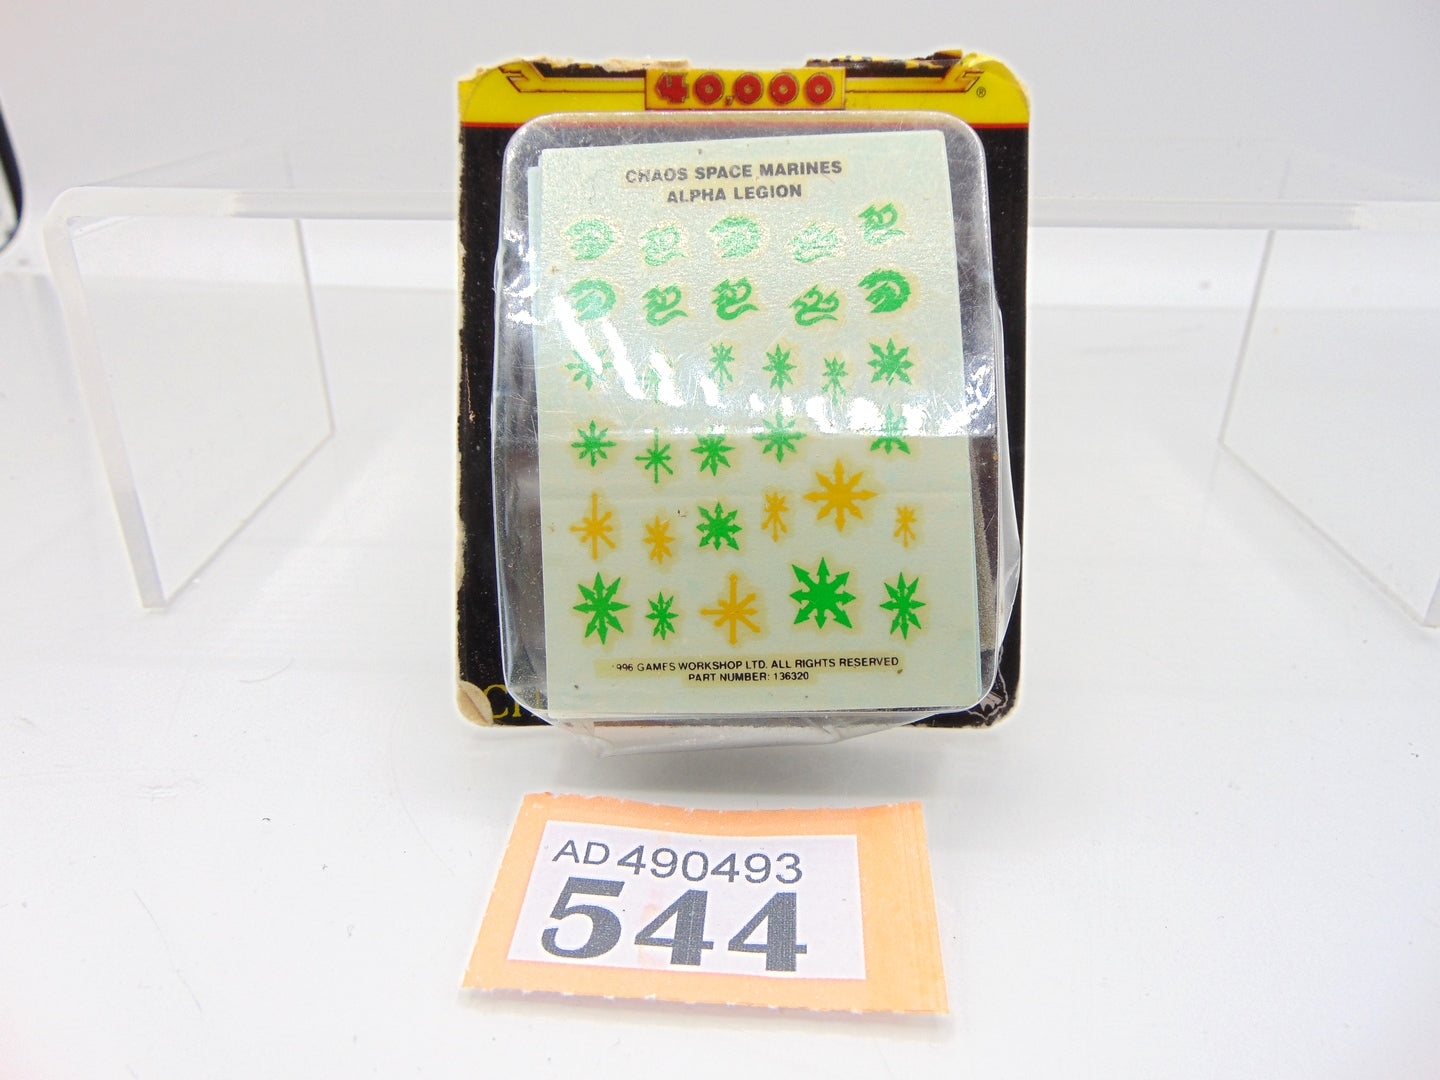 40,000
®
CHAOS SPACE MARINES
ALPHA LEGION
1996 GAMES WORKSHOP LTD. ALL RIGHTS RESERVED
PART NUMBER: 136320
AD 490493
544